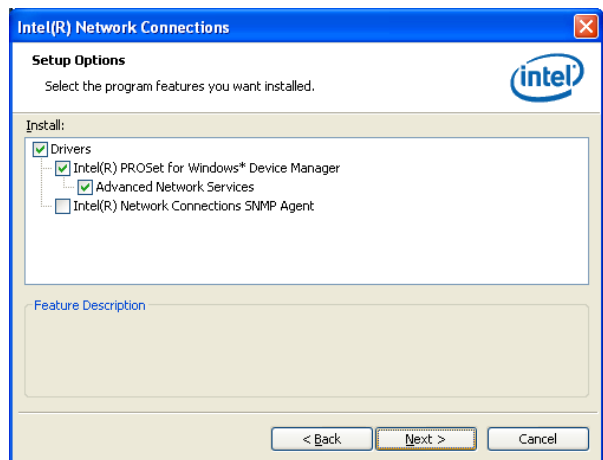 Intel(R) Network Connections
Setup Options
Select the program features you want installed.
intel
Install:
Drivers
Intel(R) PROSet for Windows* Device Manager
Advanced Network Services
Intel(R) Network Connections SNMP Agent
Feature Description
< Back
Next >
Cancel